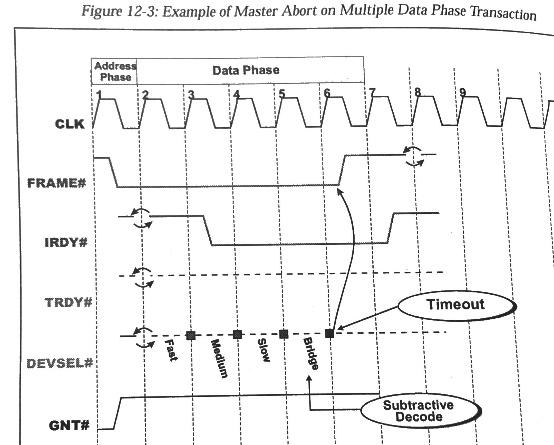 Figure 12-3: Example of Master Abort on Multiple Data Phase Transaction
Address
Phase
Data Phase
1 2 3 4 5 6 7 8 9
CLK
FRAME#
IRDY#
TRDY#
Timeout
DEVSEL#
Fast
Medium
Slow
Bridge
Subtractive
Decode
GNT#